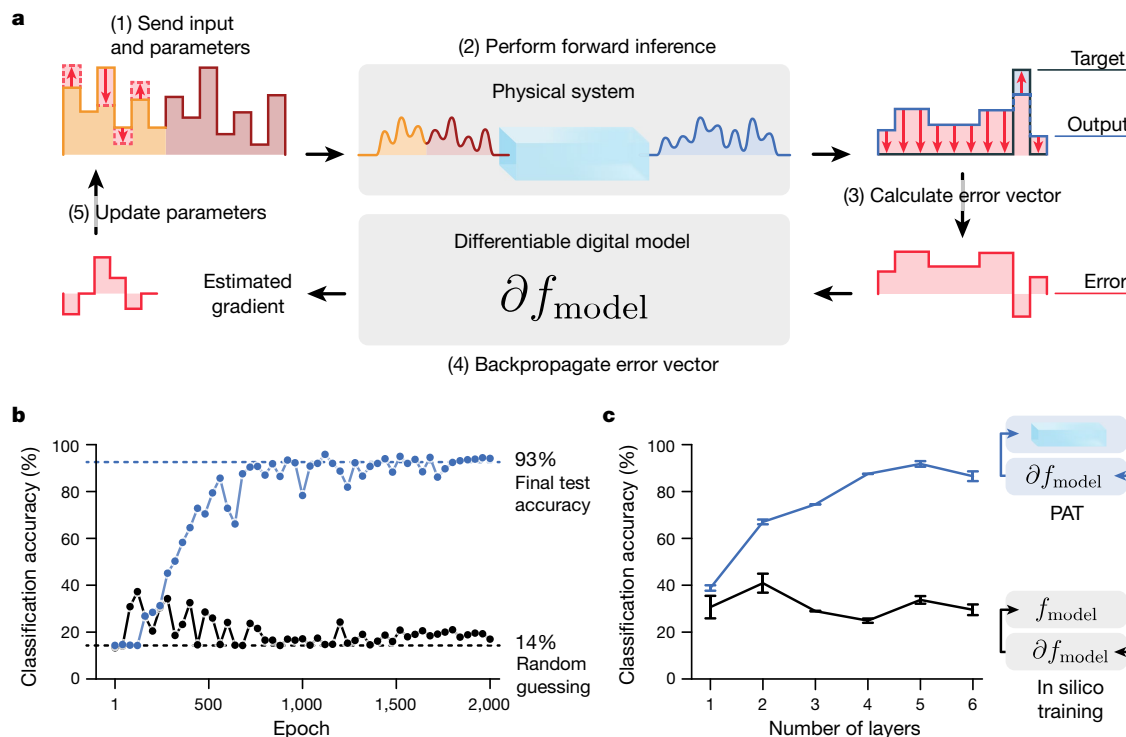 a
(1) Send input
and parameters
(2) Perform forward inference
Physical system
Target
Output
(3) Calculate error vector
(5) Update parameters
Differentiable digital model
∂f_model
Estimated
gradient
Error
(4) Backpropagate error vector
b
Classification accuracy (%)
100
80
60
40
20
0
1
500
1,000
1,500
2,000
Epoch
93%
Final test
accuracy
14%
Random
guessing
c
Classification accuracy (%)
100
80
60
40
20
0
1
2
3
4
5
6
Number of layers
∂f_model
PAT
f_model
∂f_model
In silico
training